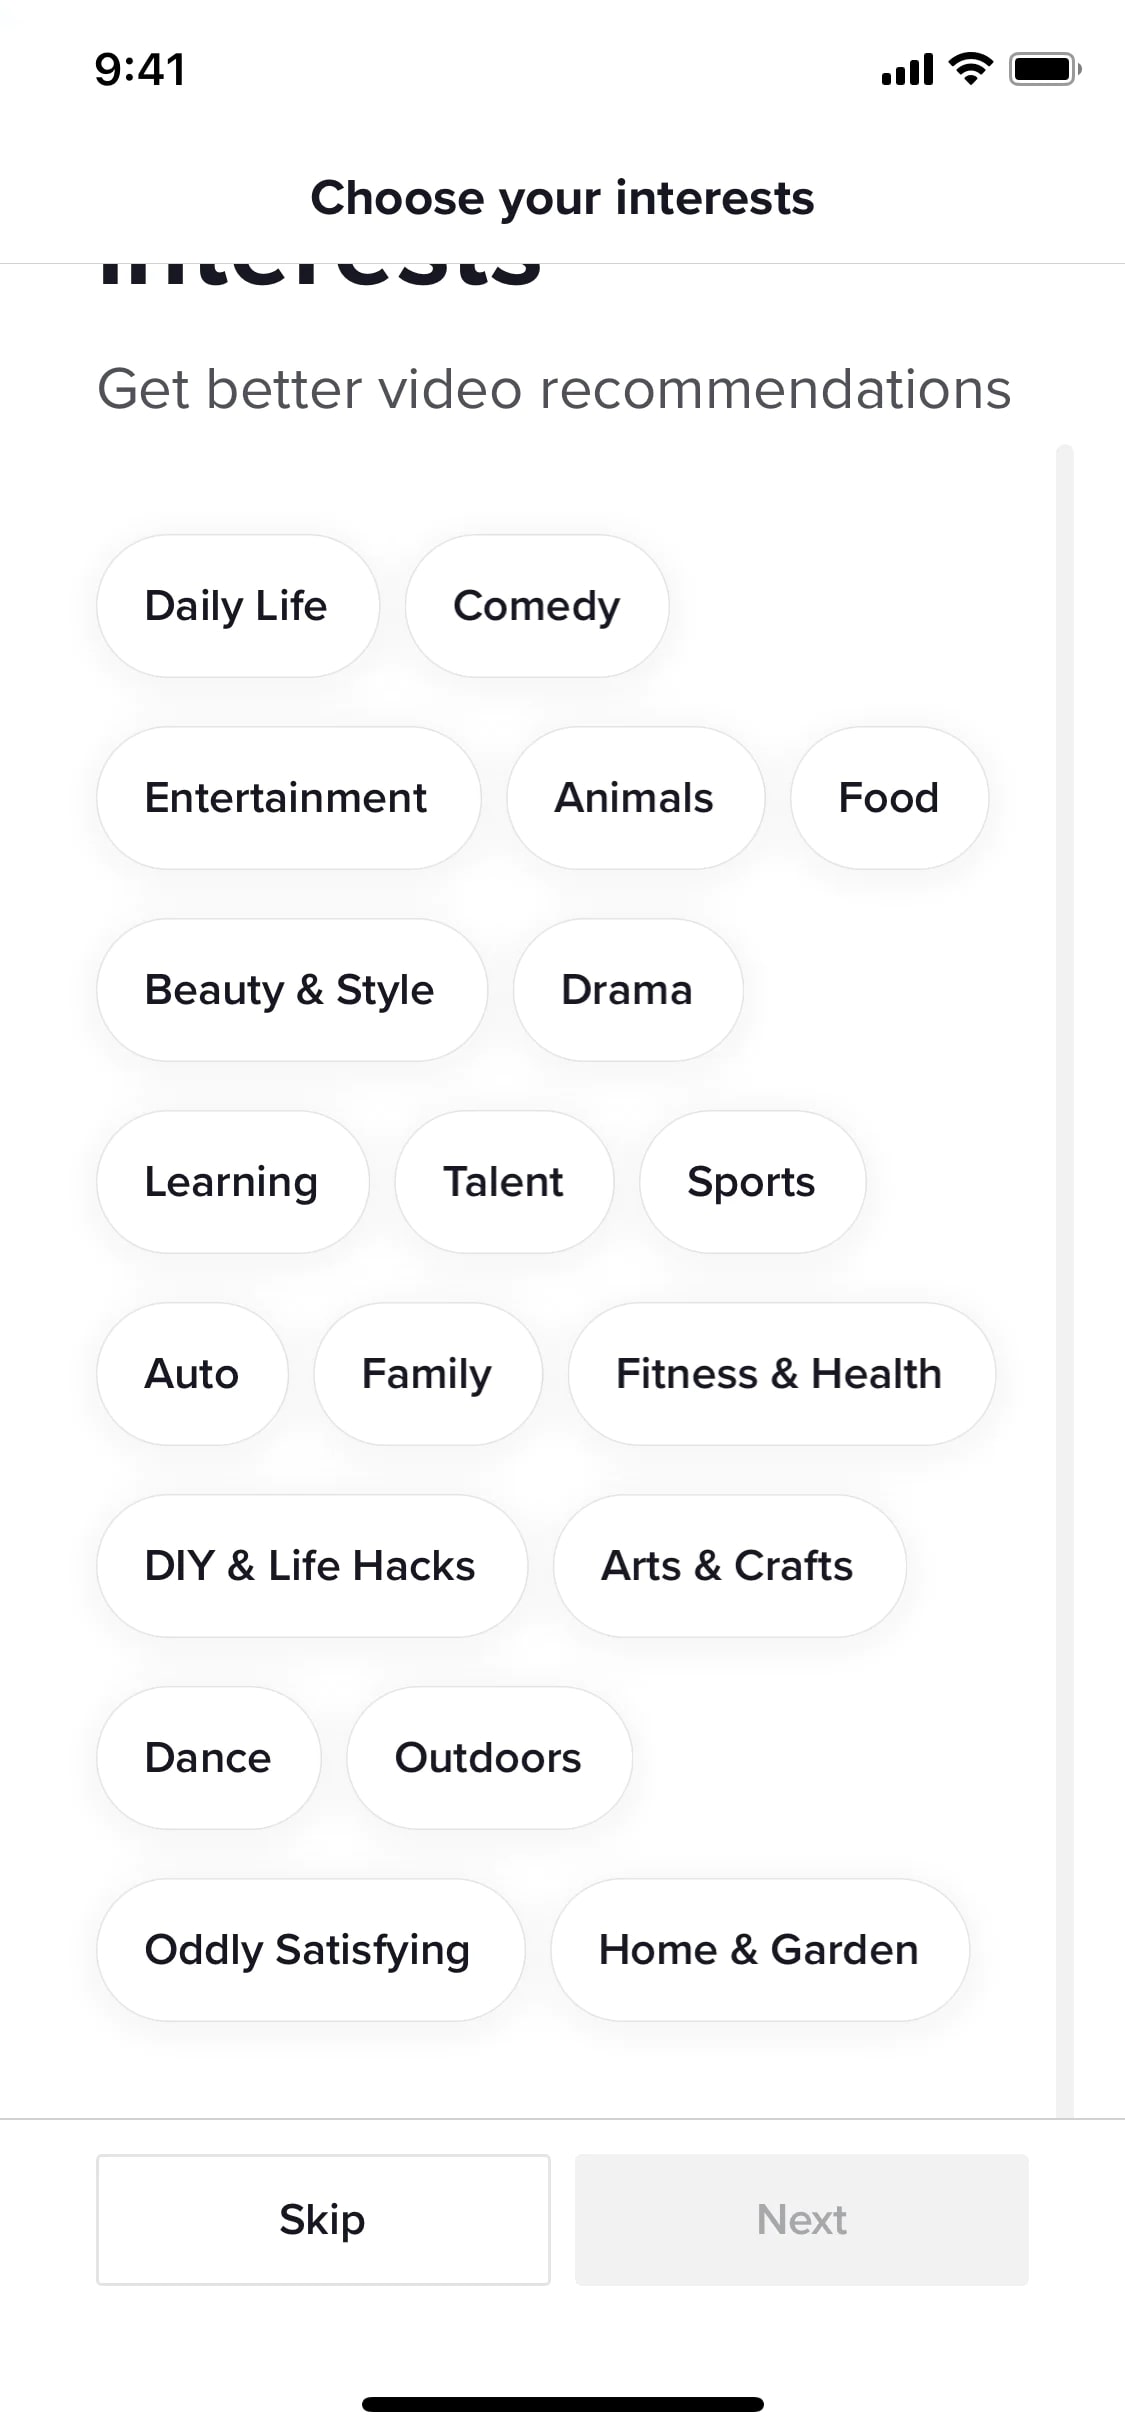 9:41
Choose your interests
interests
Get better video recommendations
Daily Life Comedy
Entertainment Animals Food
Beauty & Style Drama
Learning Talent Sports
Auto Family Fitness & Health
DIY & Life Hacks Arts & Crafts
Dance Outdoors
Oddly Satisfying Home & Garden
Skip Next